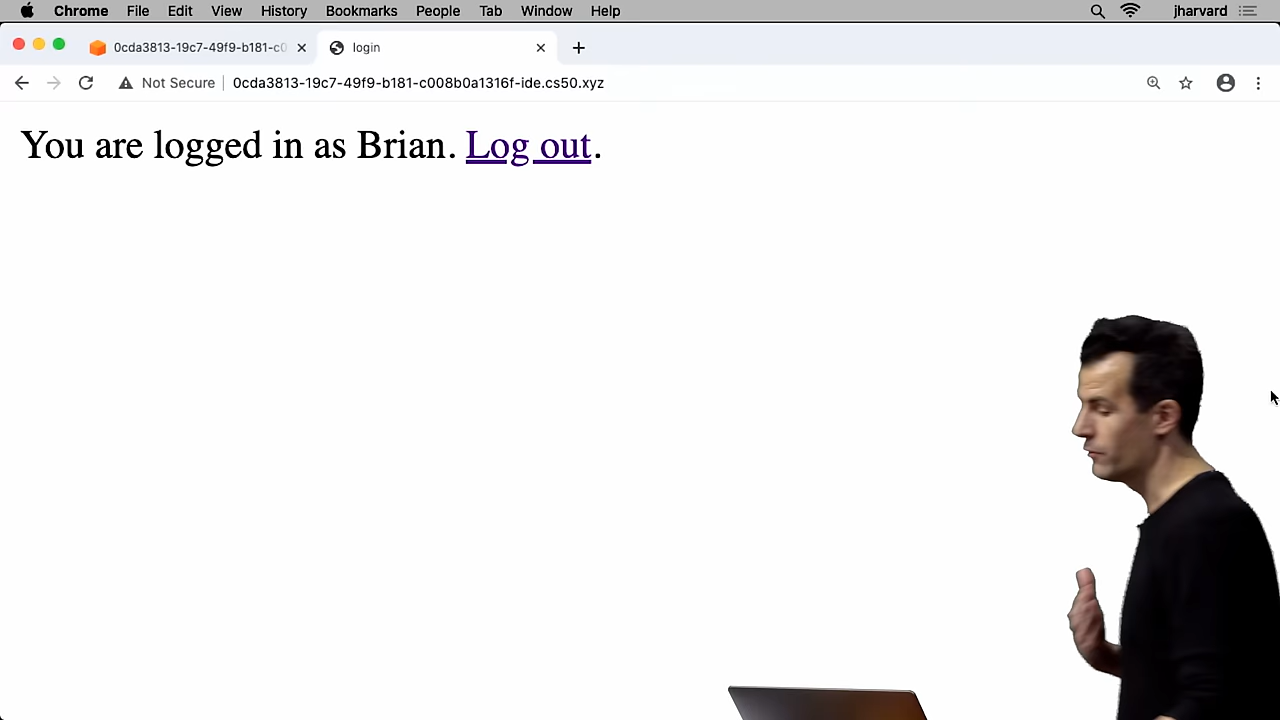 Chrome File Edit View History Bookmarks People Tab Window Help jharvard
0cda3813-19c7-49f9-b181-c0 login
Not Secure 0cda3813-19c7-49f9-b181-c008b0a1316f-ide.cs50.xyz
You are logged in as Brian. Log out.